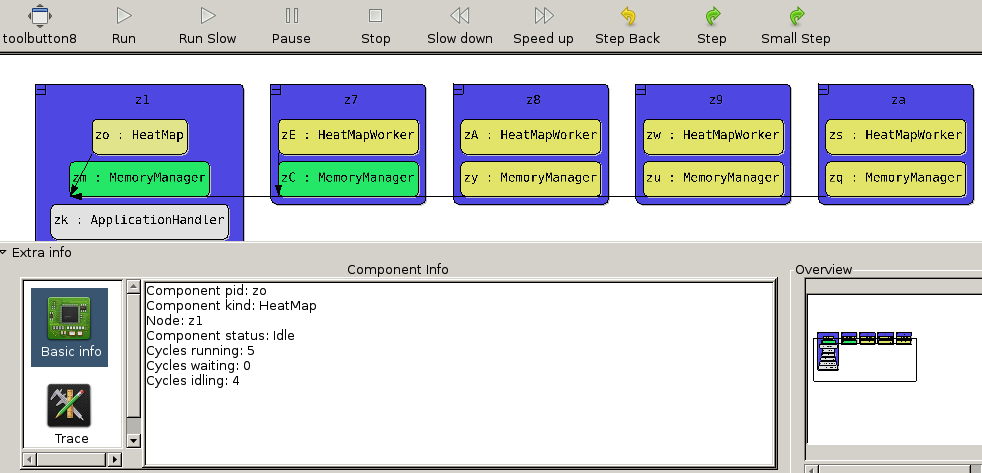 toolbutton8 Run Run Slow Pause Stop Slow down Speed up Step Back Step Small Step
z1 z7 z8 z9 za
zo : HeatMap zE : HeatMapWorker zA : HeatMapWorker zw : HeatMapWorker zs : HeatMapWorker
zm : MemoryManager zC : MemoryManager zy : MemoryManager zu : MemoryManager zq : MemoryManager
zk : ApplicationHandler
Extra info
Component Info
Overview
Basic info
Trace
Component pid: zo
Component kind: HeatMap
Node: z1
Component status: Idle
Cycles running: 5
Cycles waiting: 0
Cycles idling: 4